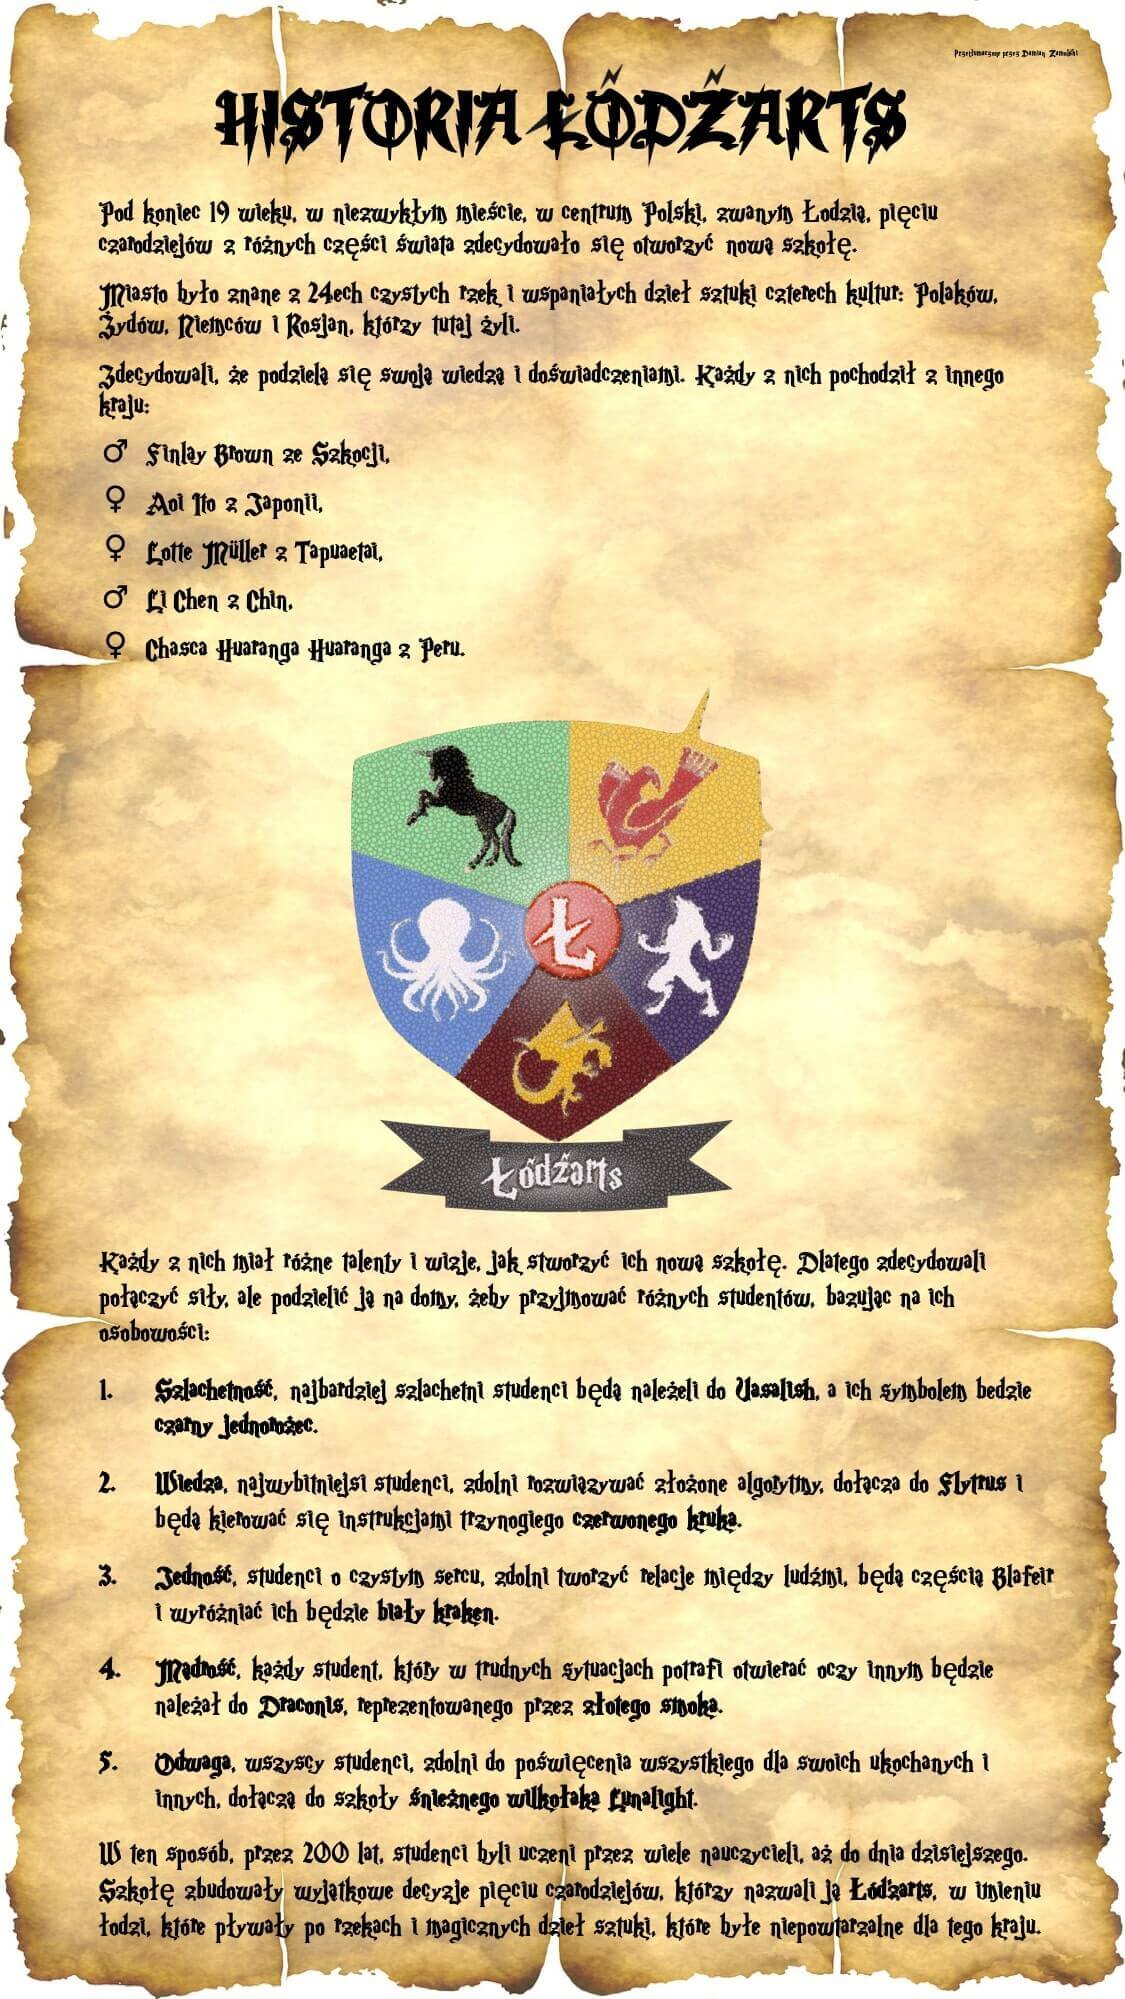 Przetłumaczony przez Damian Zamolski
HISTORIA ŁÓDŹARTS
Pod koniec 19 wieku, w niezwykłym mieście, w centrum Polski, zwanym Łodzią, pięciu
czarodziejów z różnych części świata zdecydowało się otworzyć nową szkołę.
Miasto było znane z 24ech czystych rzek i wspaniałych dzieł sztuki czterech kultur: Polaków,
Żydów, Niemców i Rosjan, którzy tutaj żyli.
Zdecydowali, że podzielą się swoją wiedzą i doświadczeniami. Każdy z nich pochodził z innego
kraju:
♂ Finlay Brown ze Szkocji,
♀ Aoi Ito z Japonii,
♀ Lotte Müller z Tapuaetai,
♂ Li Chen z Chin,
♀ Chasca Huaranga Huaranga z Peru.
Ł
Łódźarts
Każdy z nich miał różne talenty i wizje, jak stworzyć ich nową szkołę. Dlatego zdecydowali
połączyć siły, ale podzielić ją na domy, żeby przyjmować różnych studentów, bazując na ich
osobowości:
1. Szlachetność, najbardziej szlachetni studenci będą należeli do Uasalish, a ich symbolem bedzie
czarny jednorożec.
2. Wiedza, najwybitniejsi studenci, zdolni rozwiązywać złożone algorytmy, dołącza do Flytrus i
będą kierować się instrukcjami trzynogiego czerwonego kruka.
3. Jedność, studenci o czystym sercu, zdolni tworzyć relacje między ludźmi, będą częścią Blafeir
i wyróżniać ich będzie biały kraken.
4. Mądrość, każdy student, który w trudnych sytuacjach potrafi otwierać oczy innym będzie
należał do Draconis, reprezentowanego przez złotego smoka.
5. Odwaga, wszyscy studenci, zdolni do poświęcenia wszystkiego dla swoich ukochanych i
innych, dołączą do szkoły śnieżnego wilkołaka Lunalight.
W ten sposób, przez 200 lat, studenci byli uczeni przez wiele nauczycieli, aż do dnia dzisiejszego.
Szkołę zbudowały wyjątkowe decyzje pięciu czarodziejów, którzy nazwali ją Łódźarts, w imieniu
łodzi, które pływały po rzekach i magicznych dzieł sztuki, które byłe niepowtarzalne dla tego kraju.